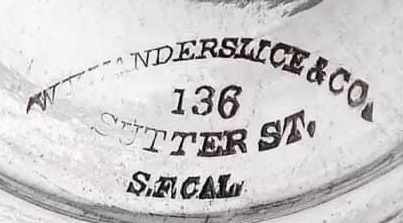 W.K. VANDERSLICE & CO.
136
SUTTER ST.
S.F. CAL.